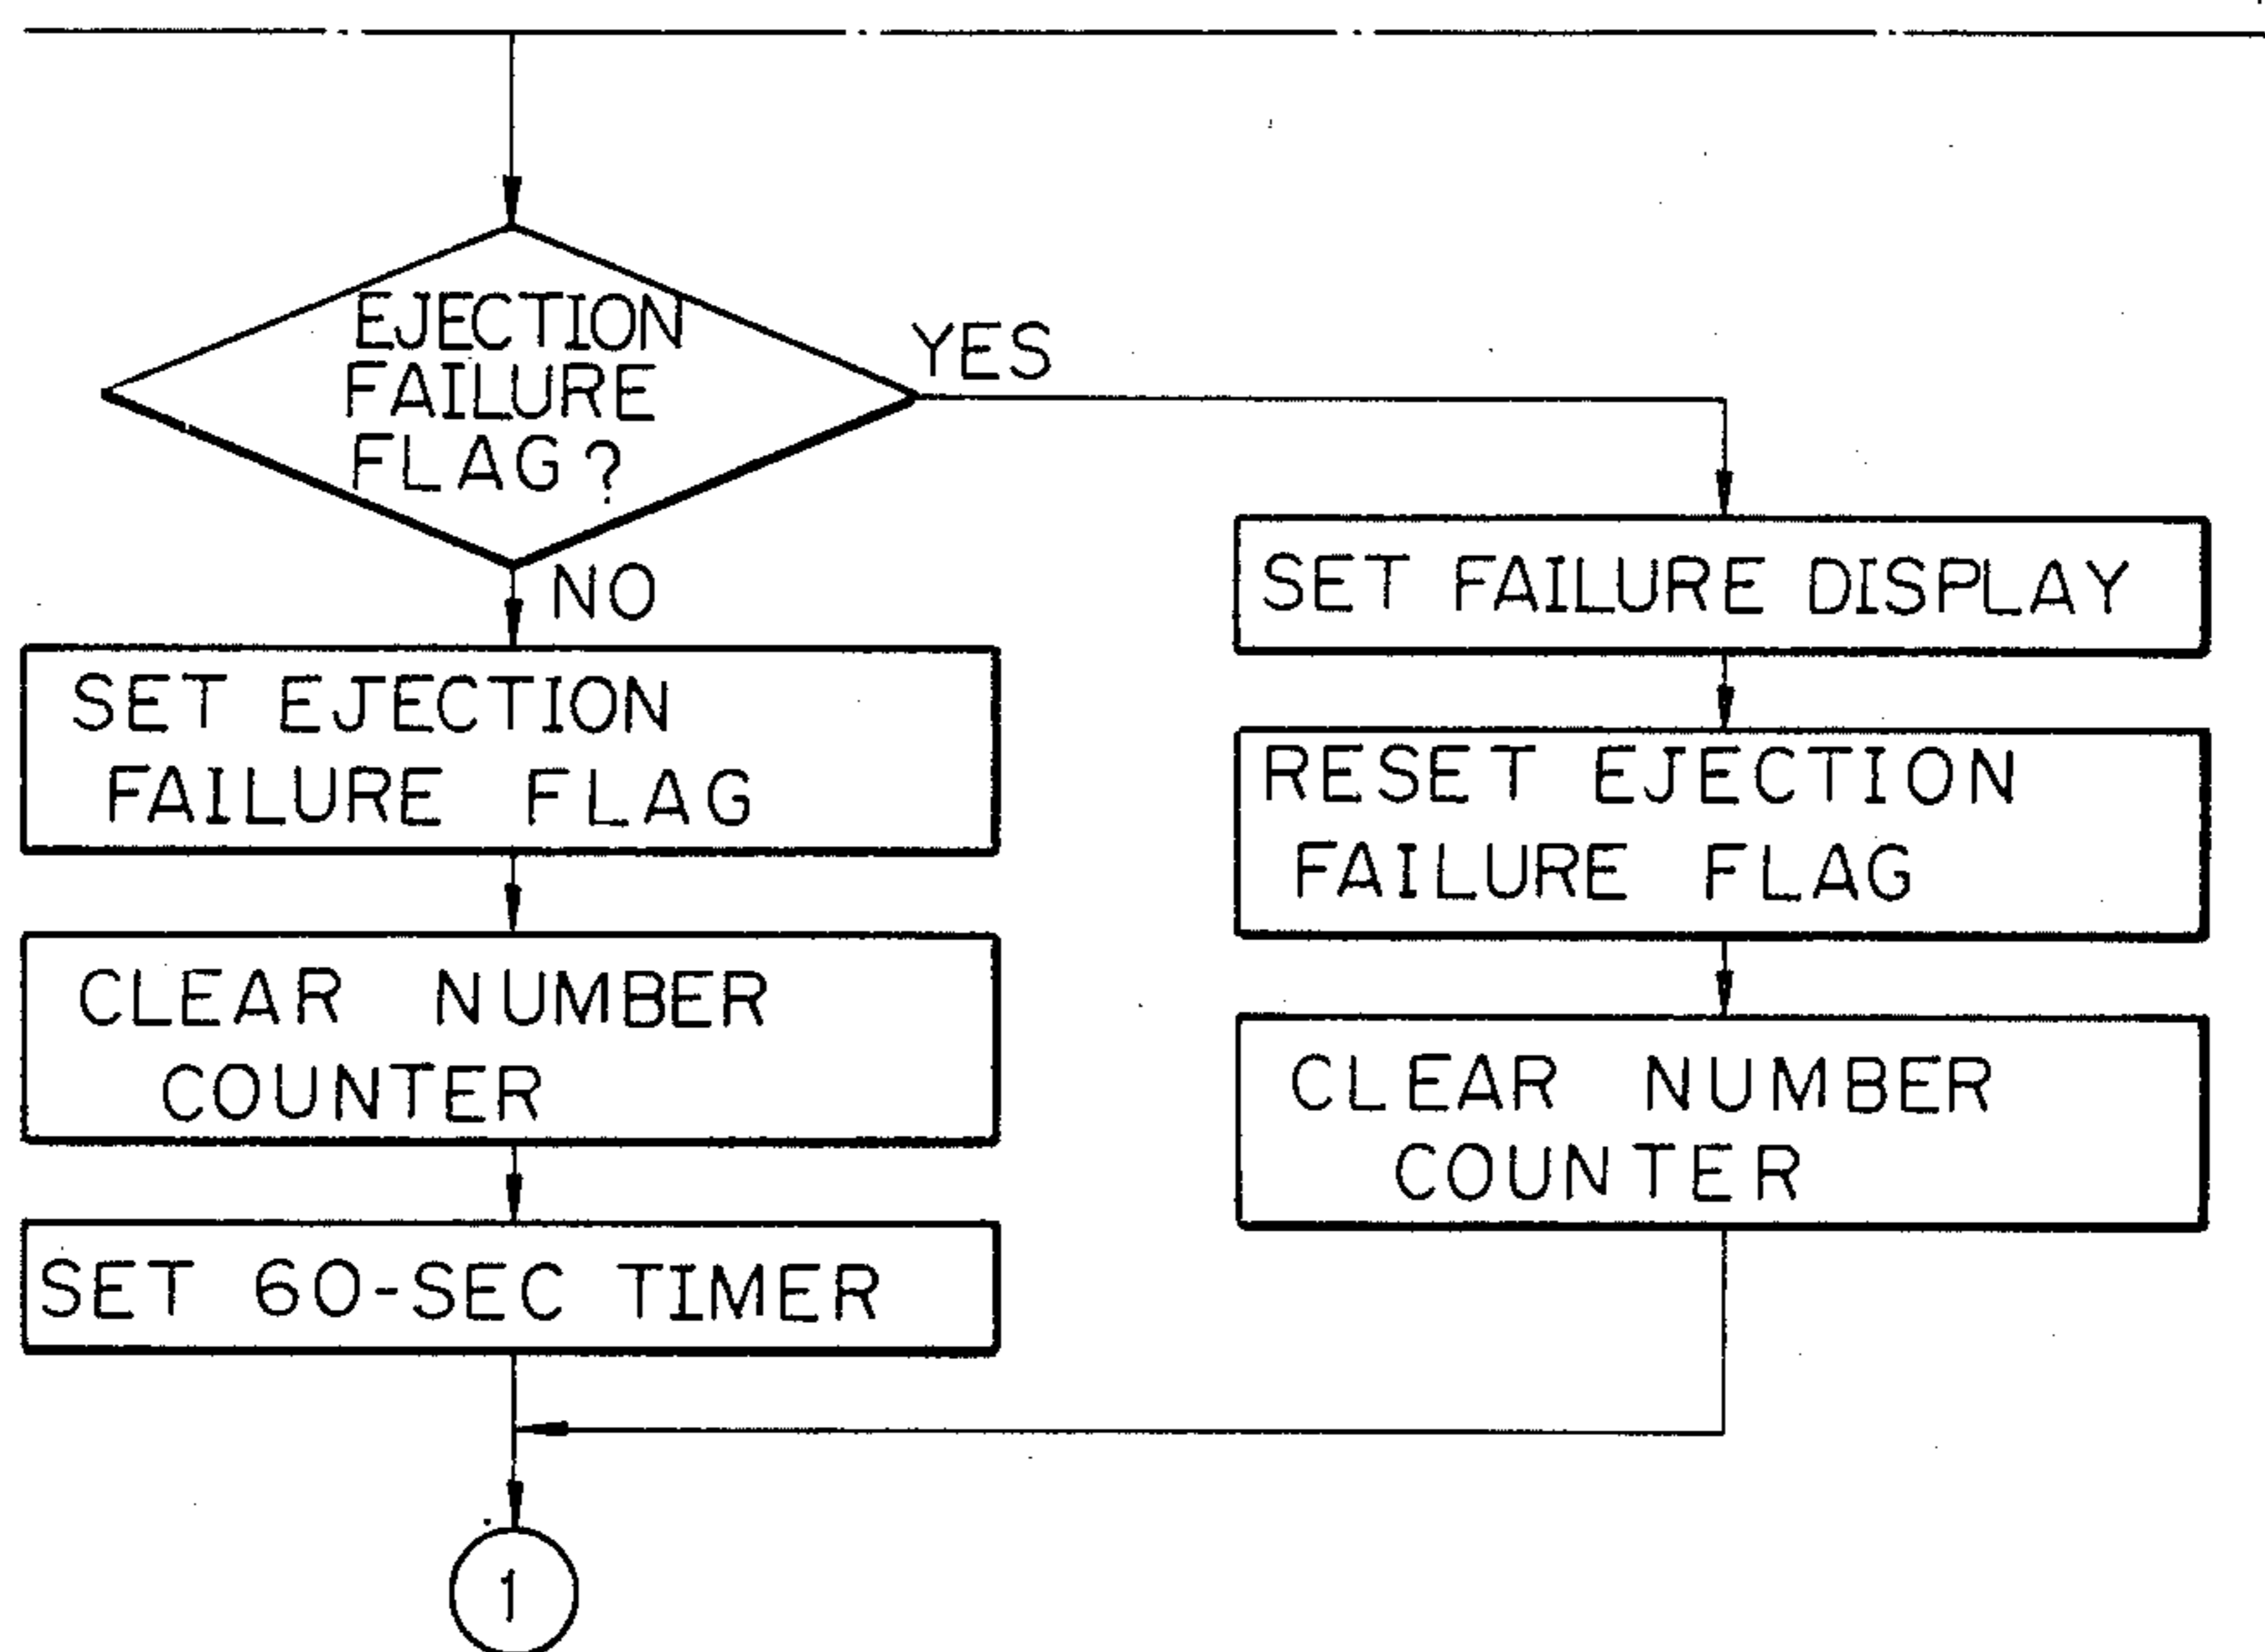 EJECTION
FAILURE
FLAG?
YES
NO
SET EJECTION
FAILURE FLAG
CLEAR NUMBER
COUNTER
SET 60-SEC TIMER
SET FAILURE DISPLAY
RESET EJECTION
FAILURE FLAG
CLEAR NUMBER
COUNTER
1